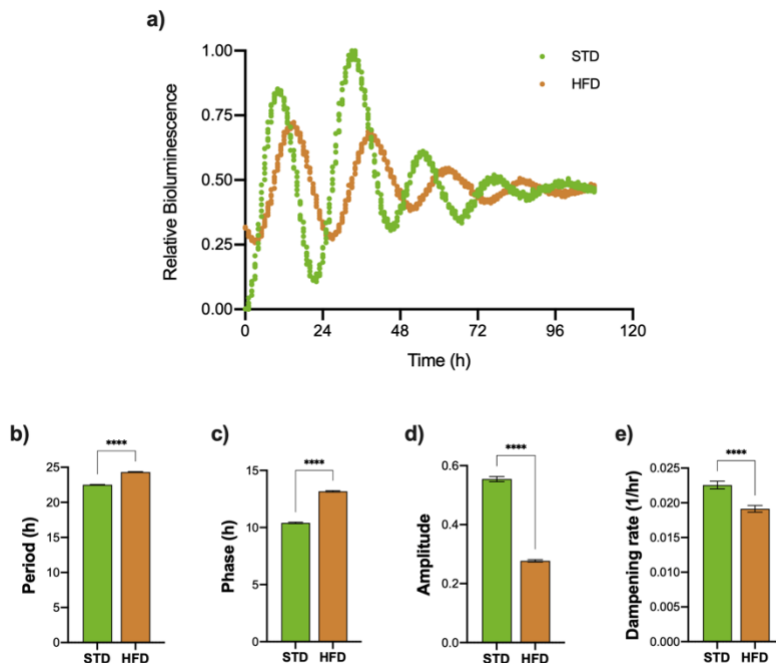 a)
1.00
0.75
0.50
0.25
0.00
Relative Bioluminescence
STD
HFD
0 24 48 72 96 120
Time (h)
b)
****
25
20
15
10
5
0
Period (h)
STD HFD
c)
****
15
10
5
0
Phase (h)
STD HFD
d)
****
0.6
0.4
0.2
0.0
Amplitude
STD HFD
e)
****
0.025
0.020
0.015
0.010
0.005
0.000
Dampening rate (1/hr)
STD HFD